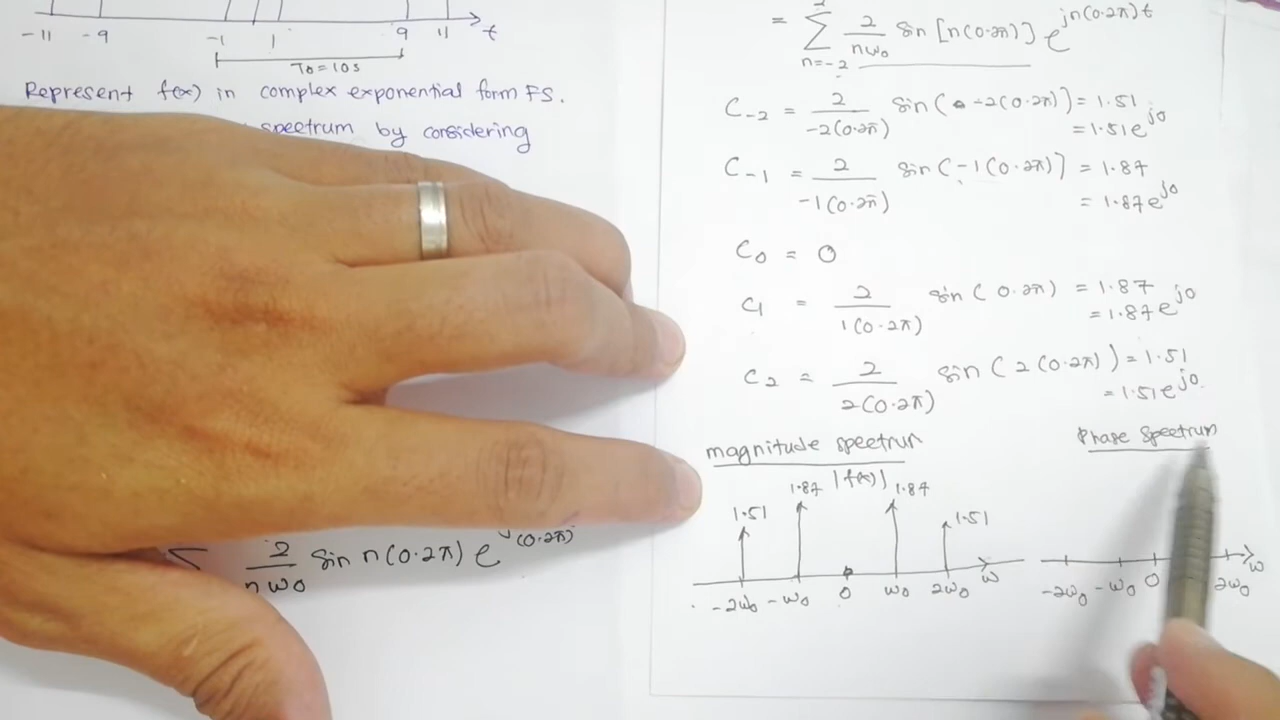 -11 -9 -1 1 9 11 t
T0 = 10s
Represent f(x) in complex exponential form FS.
spectrum by considering
2 sin n(0.2π) e (0.2π)
nω0
= Σ 2/nω0 sin [n(0.2π)] e^jn(0.2π)t
n=-2
C-2 = 2/-2(0.2π) sin(-2(0.2π)) = 1.51
= 1.51e^j0
C-1 = 2/-1(0.2π) sin(-1(0.2π)] = 1.87
= 1.87e^j0
C0 = 0
C1 = 2/1(0.2π) sin(0.2π) = 1.87
= 1.87e^j0
C2 = 2/2(0.2π) sin(2(0.2π)) = 1.51
= 1.51e^j0.
magnitude spectrum
|f(x)|
1.51 1.87 1.87 1.51
-2ω0 -ω0 0 ω0 2ω0 ω
Phase Spectrum
-2ω0 -ω0 0 2ω0 ω